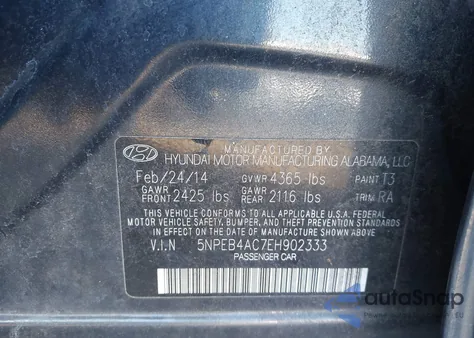 MANUFACTURED BY
HYUNDAI MOTOR MANUFACTURING ALABAMA, LLC
Feb/24/14 GVWR 4365 lbs PAINT T3
GAWR FRONT 2425 lbs GAWR REAR 2116 lbs TRIM RA
THIS VEHICLE CONFORMS TO ALL APPLICABLE U.S.A. FEDERAL
MOTOR VEHICLE SAFETY, BUMPER, AND THEFT PREVENTION STANDARDS
IN EFFECT ON THE DATE OF MANUFACTURE SHOWN ABOVE.
V.I.N 5NPEB4AC7EH902333
PASSENGER CAR
autoSnap